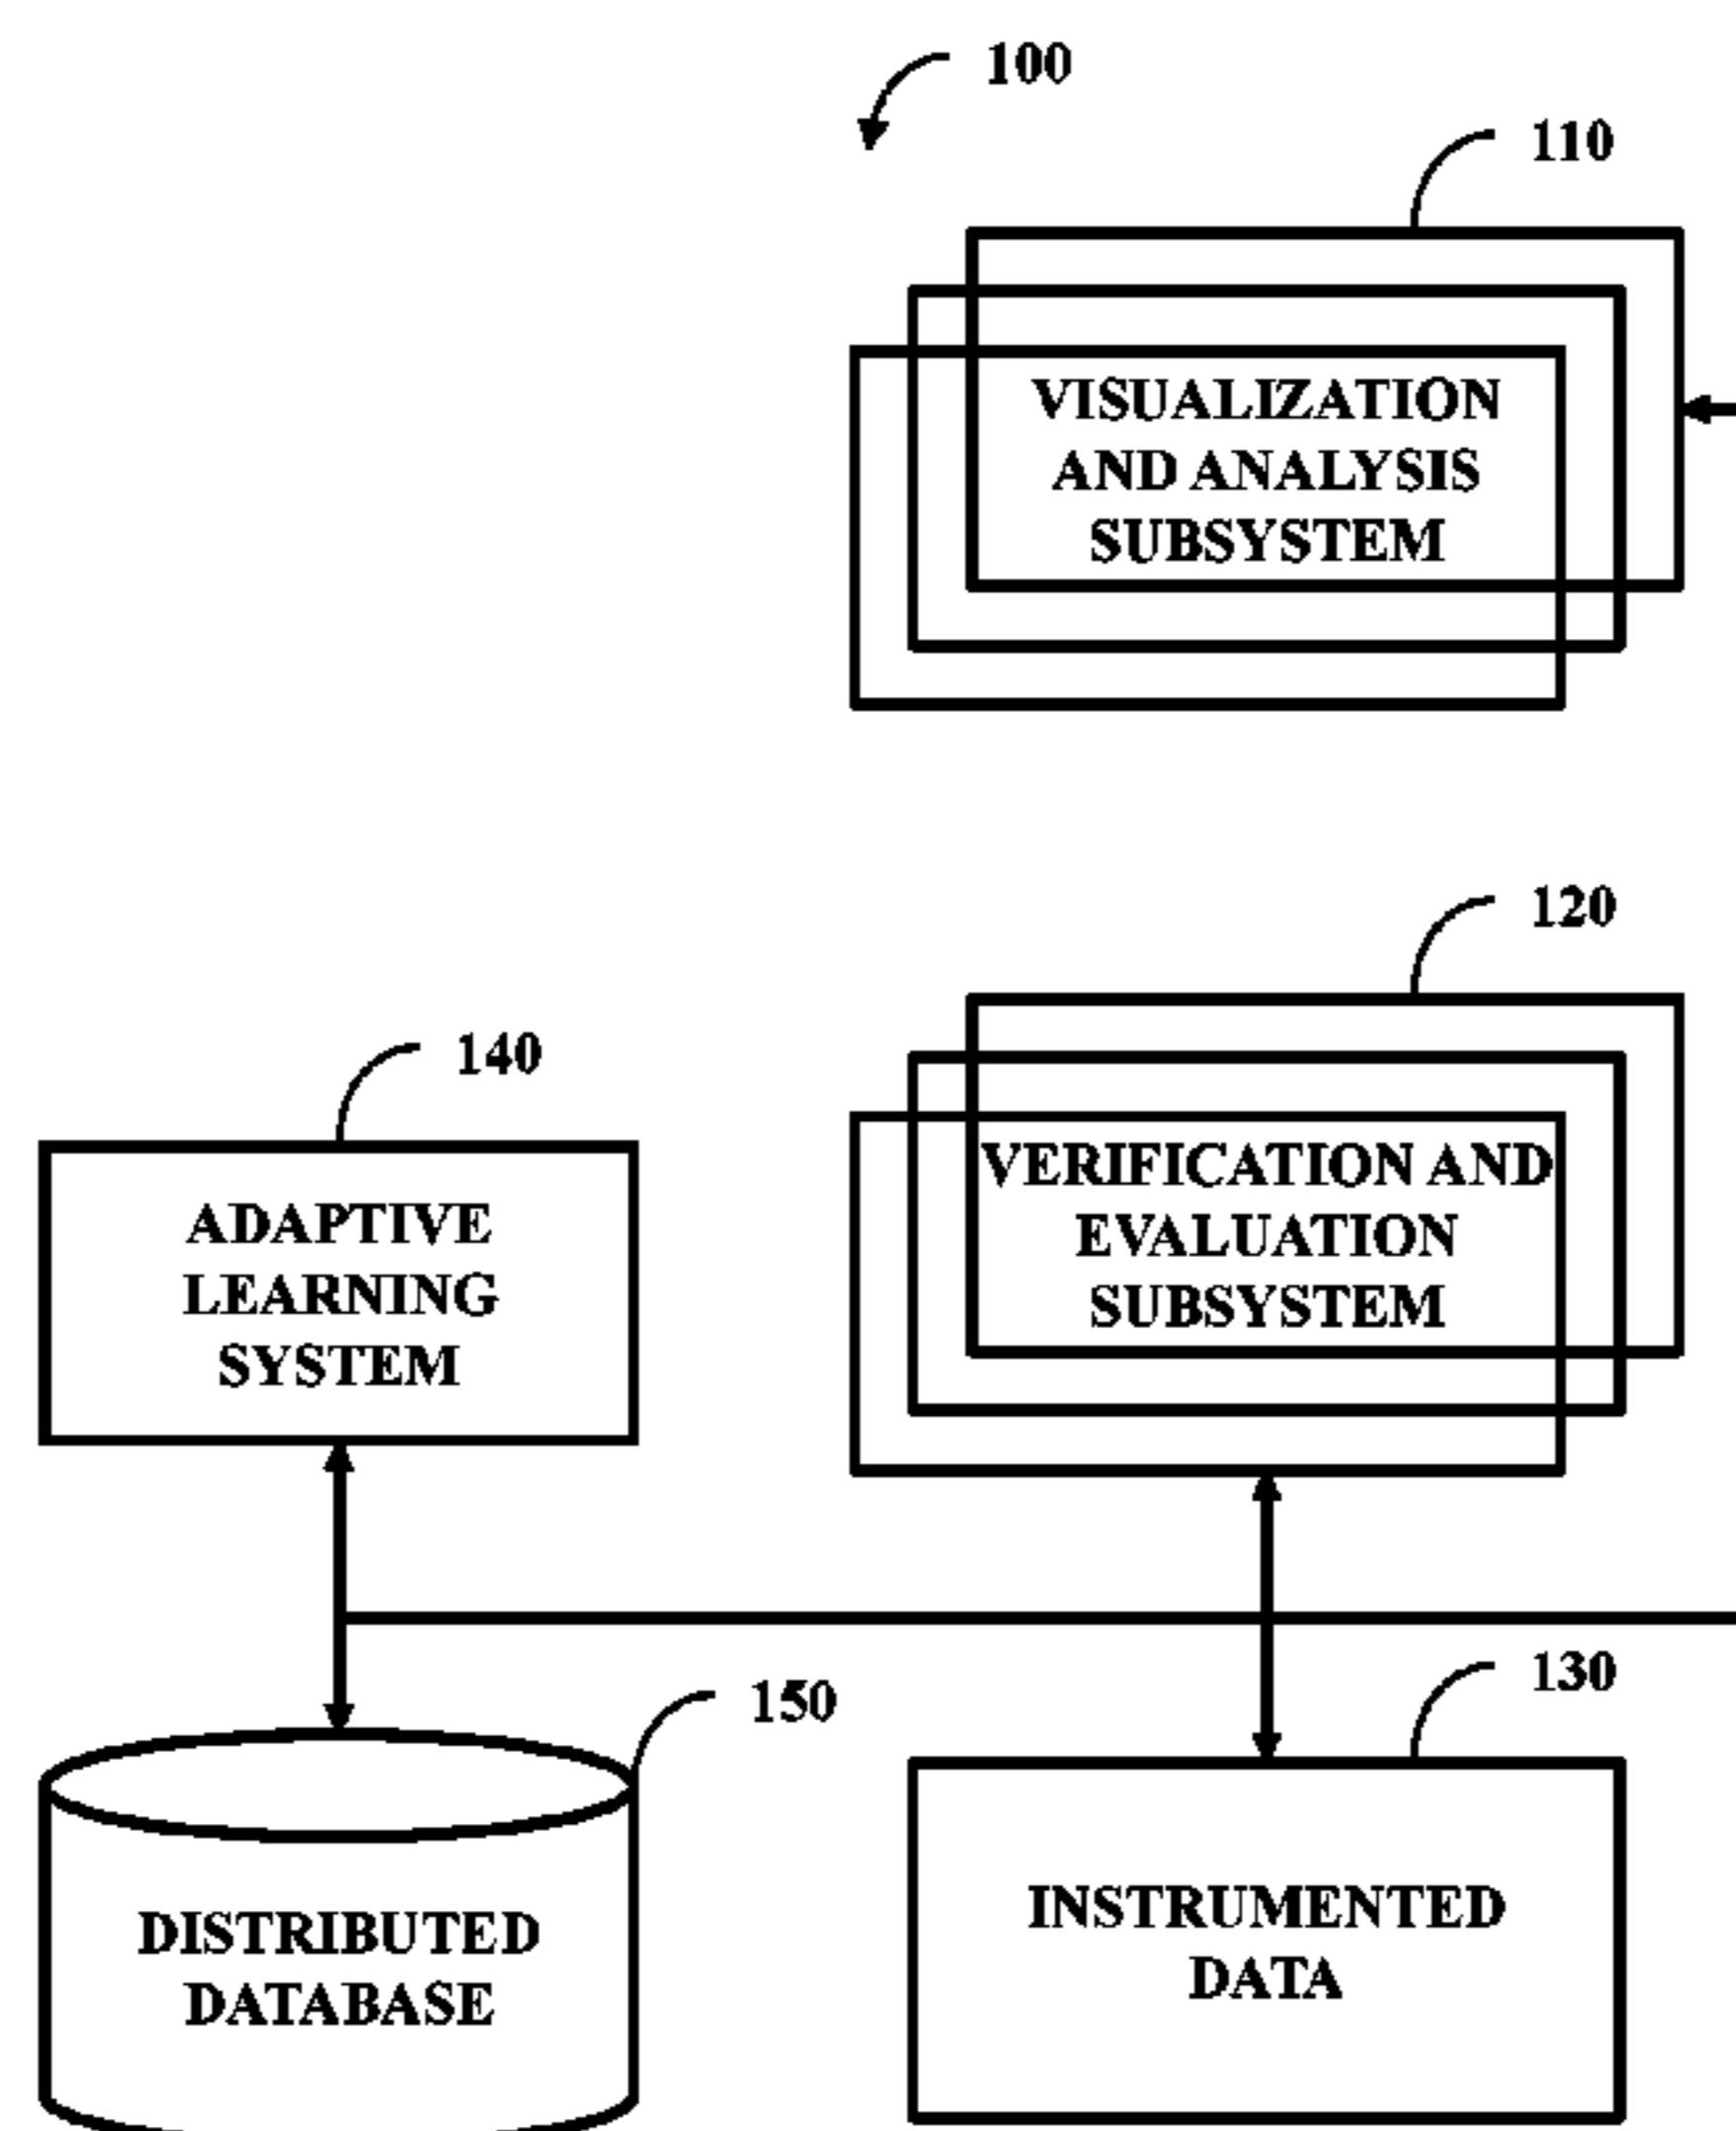 100
110
VISUALIZATION
AND ANALYSIS
SUBSYSTEM
120
VERIFICATION AND
EVALUATION
SUBSYSTEM
140
ADAPTIVE
LEARNING
SYSTEM
150
DISTRIBUTED
DATABASE
130
INSTRUMENTED
DATA